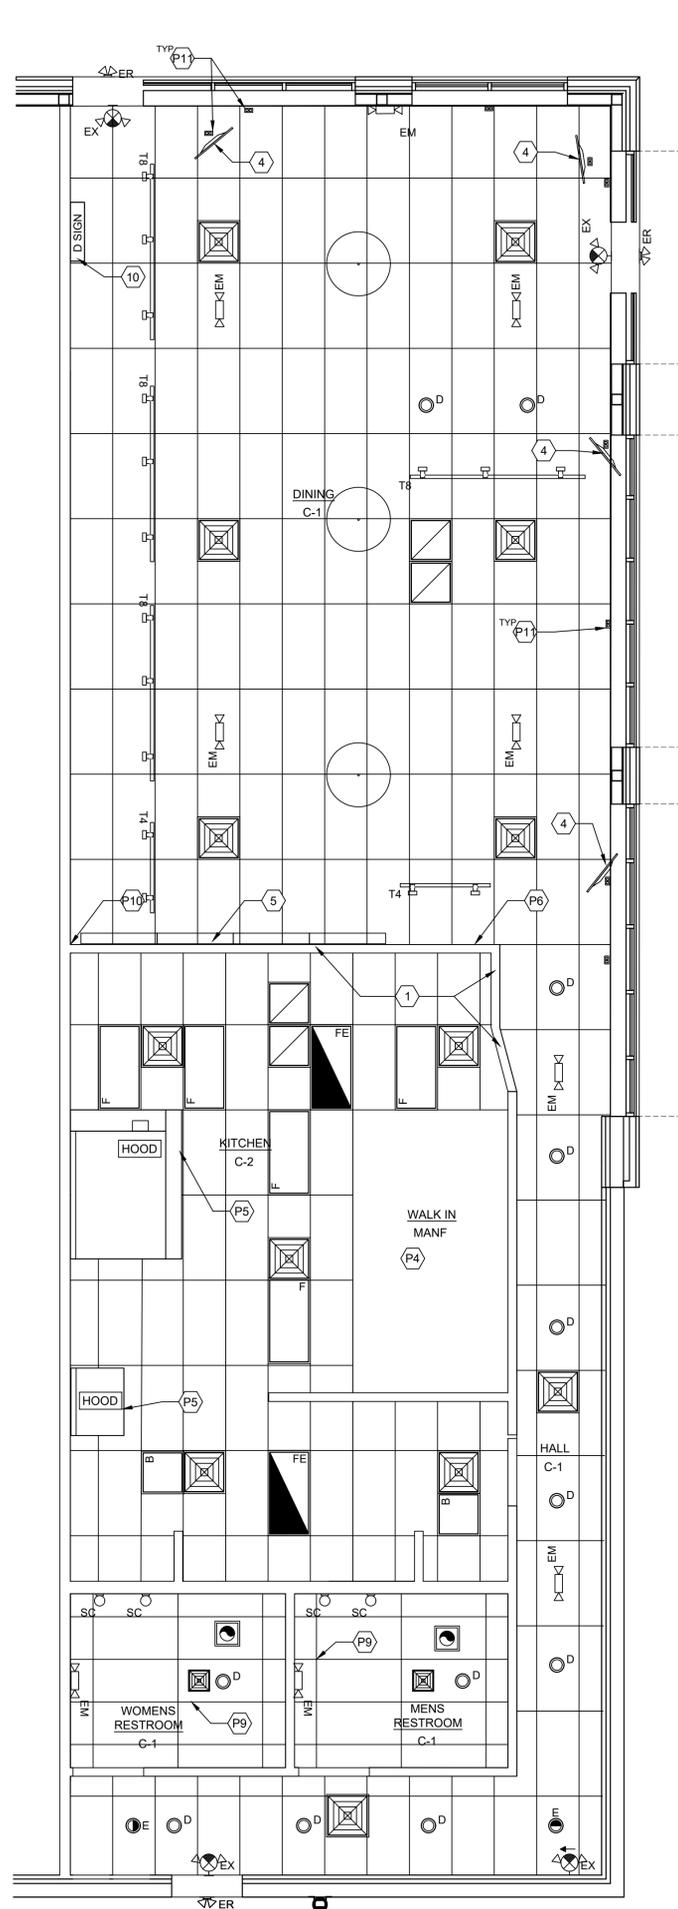 TYP
P11
ER
EX
EM
4
4
T8
D SIGN
10
EM
EM
EX
ER
T8
D
D
4
T8
DINING
C-1
T8
TYP
P11
EM
EM
T4
4
T4
P10
5
P6
1
D
FE
F
F
F
EM
HOOD
KITCHEN
C-2
F
D
P5
WALK IN
MANF
P4
F
D
HOOD
P5
HALL
C-1
B
FE
B
D
EM
SC
SC
SC
SC
P9
D
D
D
EM
EM
WOMENS
RESTROOM
C-1
P9
MENS
RESTROOM
C-1
E
D
D
D
E
EX
EX
ER